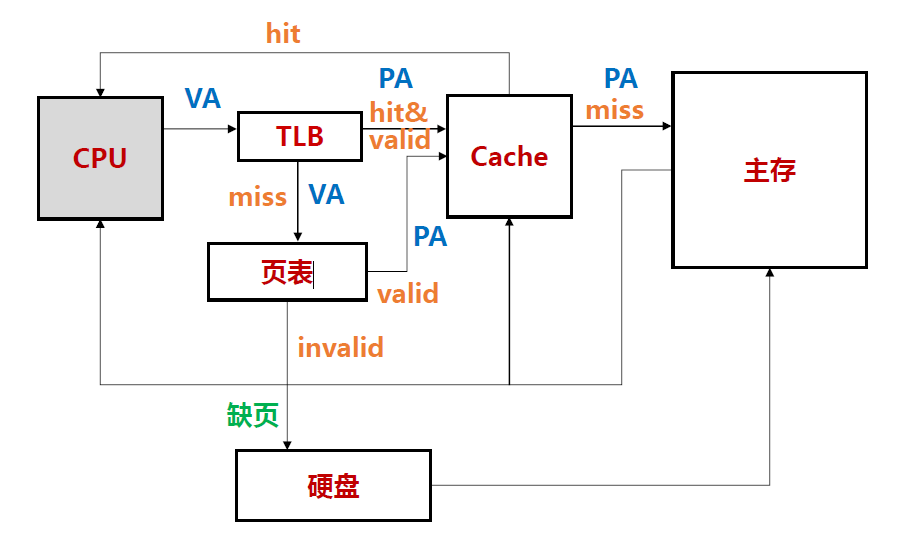 hit
VA
PA
PA
hit&
miss
valid
CPU
TLB
Cache
主存
miss
VA
PA
页表
valid
invalid
缺页
硬盘